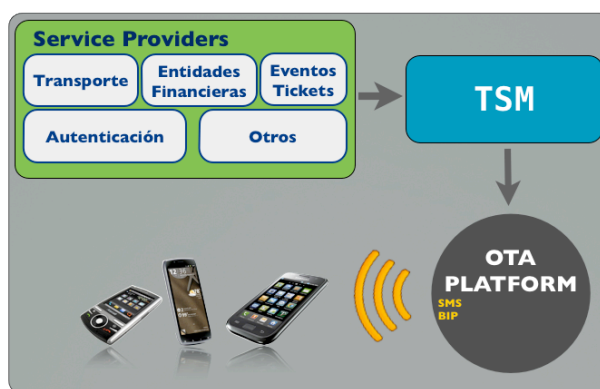 Service Providers
Transporte
Entidades
Financieras
Eventos
Tickets
Autenticación
Otros
TSM
OTA
PLATFORM
SMS
BIP